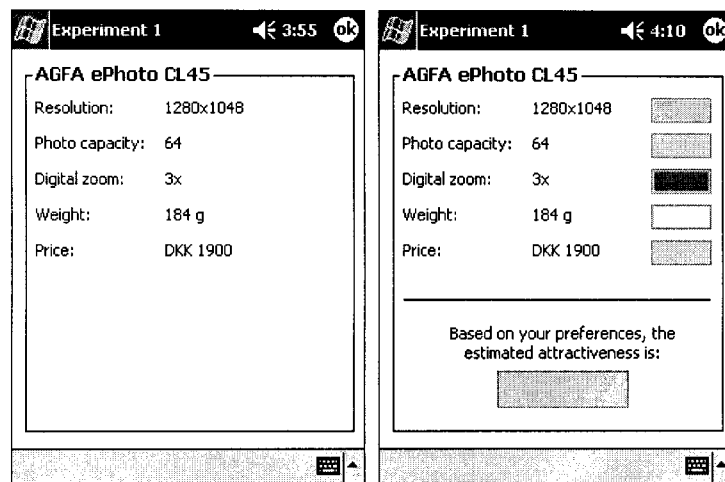 Experiment 1 3:55 ok
AGFA ePhoto CL45
Resolution: 1280x1048
Photo capacity: 64
Digital zoom: 3x
Weight: 184 g
Price: DKK 1900
Experiment 1 4:10 ok
AGFA ePhoto CL45
Resolution: 1280x1048
Photo capacity: 64
Digital zoom: 3x
Weight: 184 g
Price: DKK 1900
Based on your preferences, the
estimated attractiveness is: